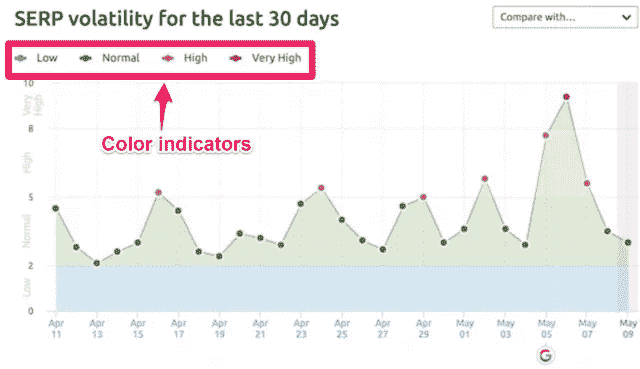 SERP volatility for the last 30 days
Compare with...
Low Normal High Very High
Color indicators
10
8
5
2
0
Very High
High
Normal
Low
Apr 11
Apr 13
Apr 15
Apr 17
Apr 19
Apr 21
Apr 23
Apr 25
Apr 27
Apr 29
May 01
May 03
May 05
May 07
May 09
G